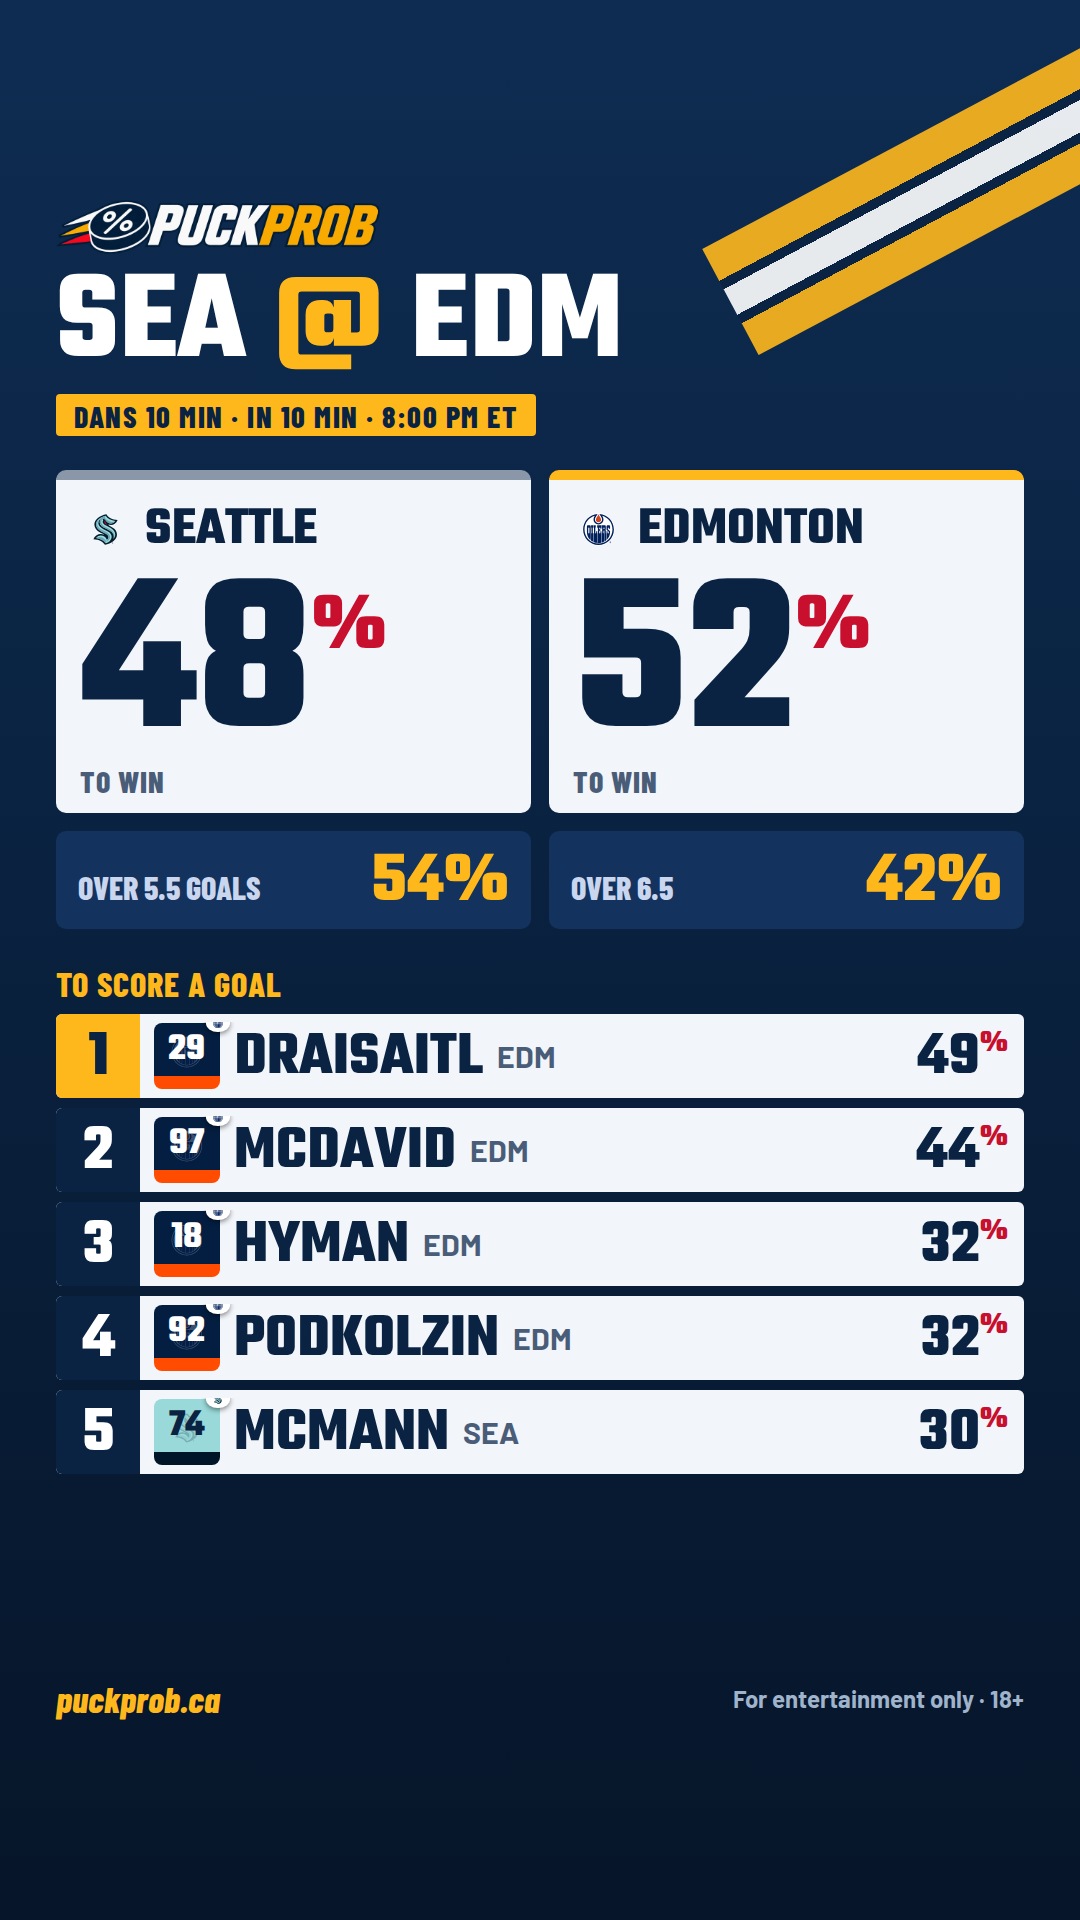 PUCKPROB
SEA @ EDM
DANS 10 MIN · IN 10 MIN · 8:00 PM ET
SEATTLE
48%
TO WIN
EDMONTON
52%
TO WIN
OVER 5.5 GOALS 54%
OVER 6.5 42%
TO SCORE A GOAL
1 29 DRAISAITL EDM 49%
2 97 MCDAVID EDM 44%
3 18 HYMAN EDM 32%
4 92 PODKOLZIN EDM 32%
5 74 MCMANN SEA 30%
puckprob.ca
For entertainment only · 18+